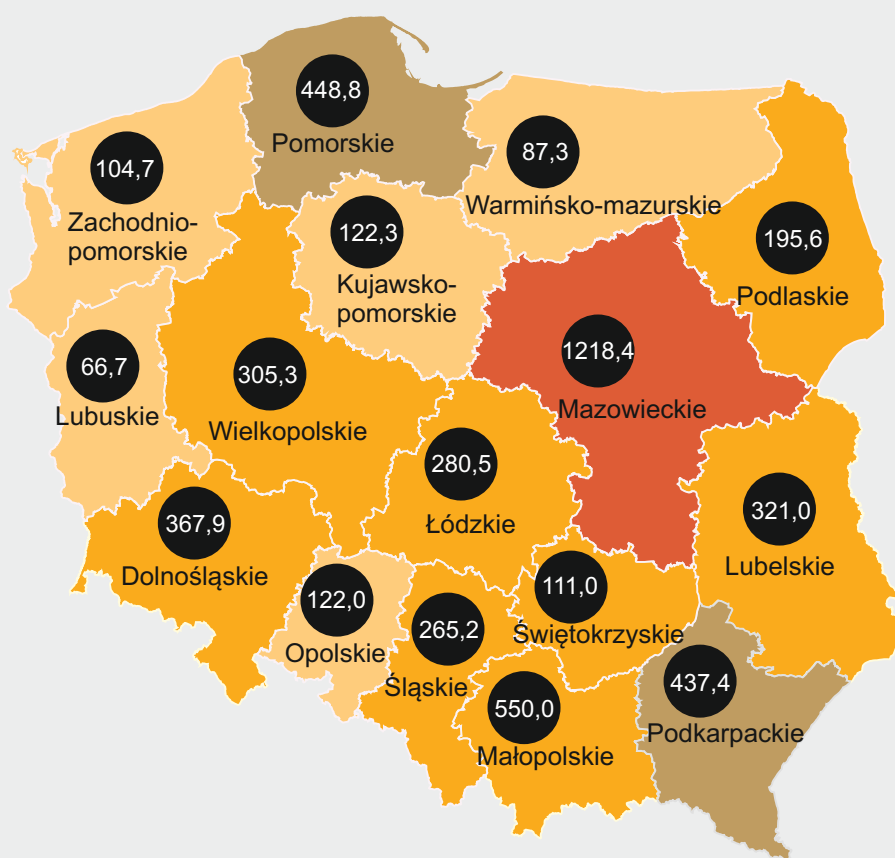 448,8
Pomorskie
104,7
Zachodnio-
pomorskie
87,3
Warmińsko-mazurskie
122,3
Kujawsko-
pomorskie
195,6
Podlaskie
66,7
Lubuskie
305,3
Wielkopolskie
1218,4
Mazowieckie
280,5
Łódzkie
367,9
Dolnośląskie
321,0
Lubelskie
122,0
Opolskie
265,2
Śląskie
111,0
Świętokrzyskie
550,0
Małopolskie
437,4
Podkarpackie